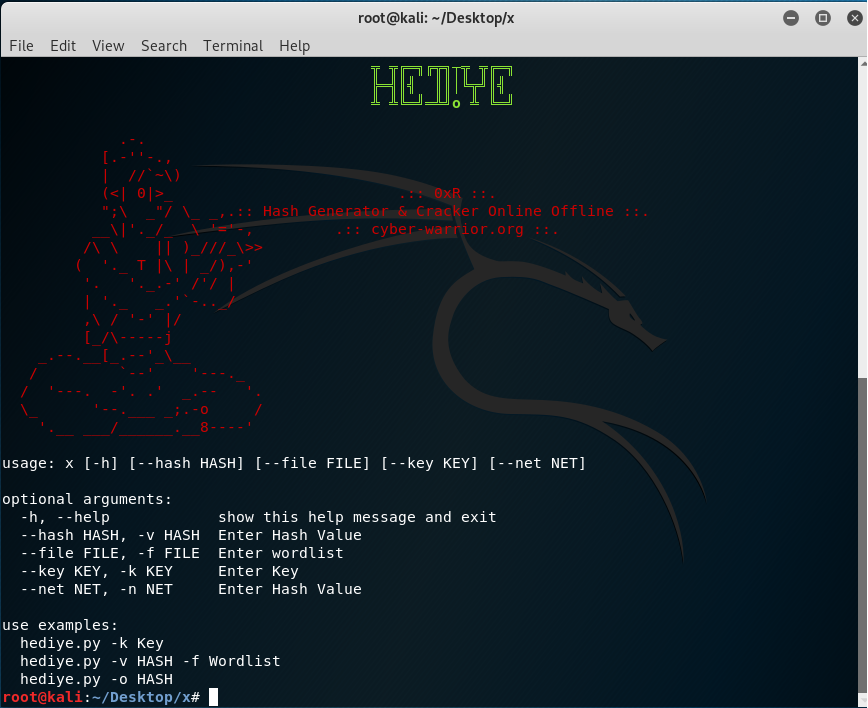 root@kali: ~/Desktop/x
File Edit View Search Terminal Help
HEDIYE
.:: 0xR ::.
.:: Hash Generator & Cracker Online Offline ::.
.:: cyber-warrior.org ::.
usage: x [-h] [--hash HASH] [--file FILE] [--key KEY] [--net NET]
optional arguments:
-h, --help show this help message and exit
--hash HASH, -v HASH Enter Hash Value
--file FILE, -f FILE Enter wordlist
--key KEY, -k KEY Enter Key
--net NET, -n NET Enter Hash Value
use examples:
hediye.py -k Key
hediye.py -v HASH -f Wordlist
hediye.py -o HASH
root@kali:~/Desktop/x#